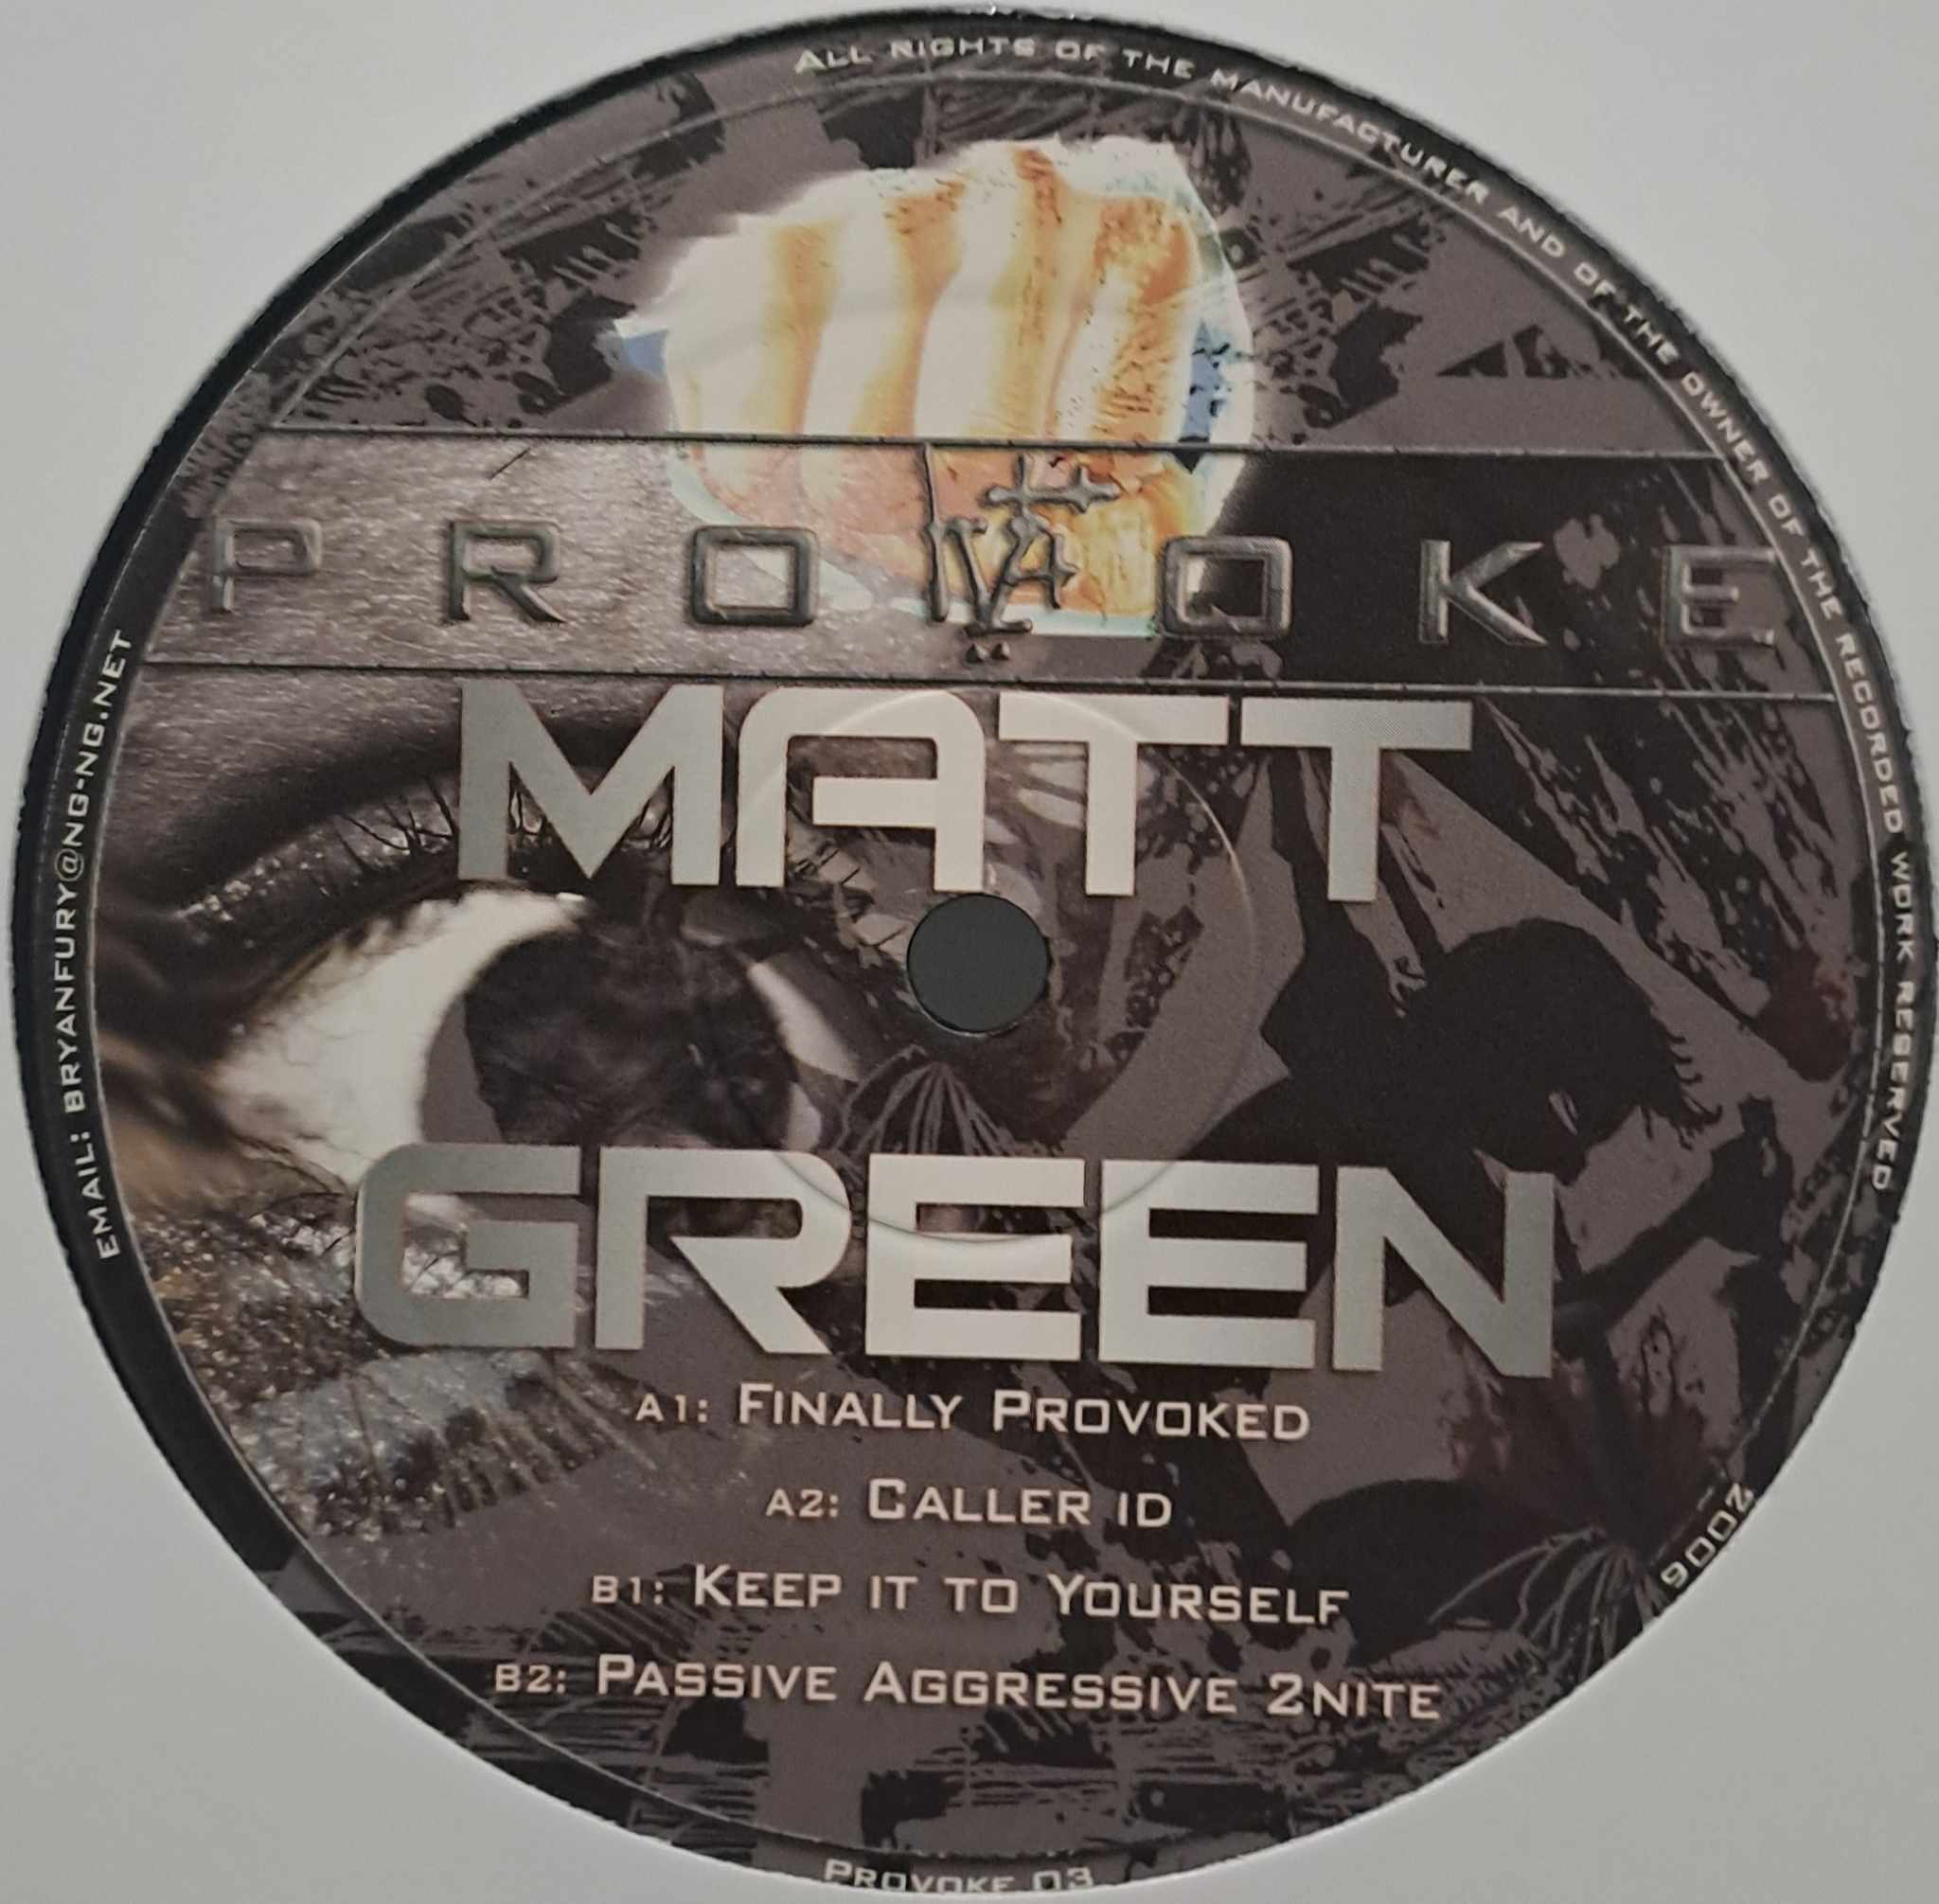 ALL RIGHTS OF THE MANUFACTURER AND OF THE OWNER OF THE RECORDED WORK RESERVED
PROVOKE
MATT
GREEN
A1: FINALLY PROVOKED
A2: CALLER ID
B1: KEEP IT TO YOURSELF
B2: PASSIVE AGGRESSIVE 2NITE
EMAIL: BRYANFURY@NG-NG.NET
2006
PROVOKE 03